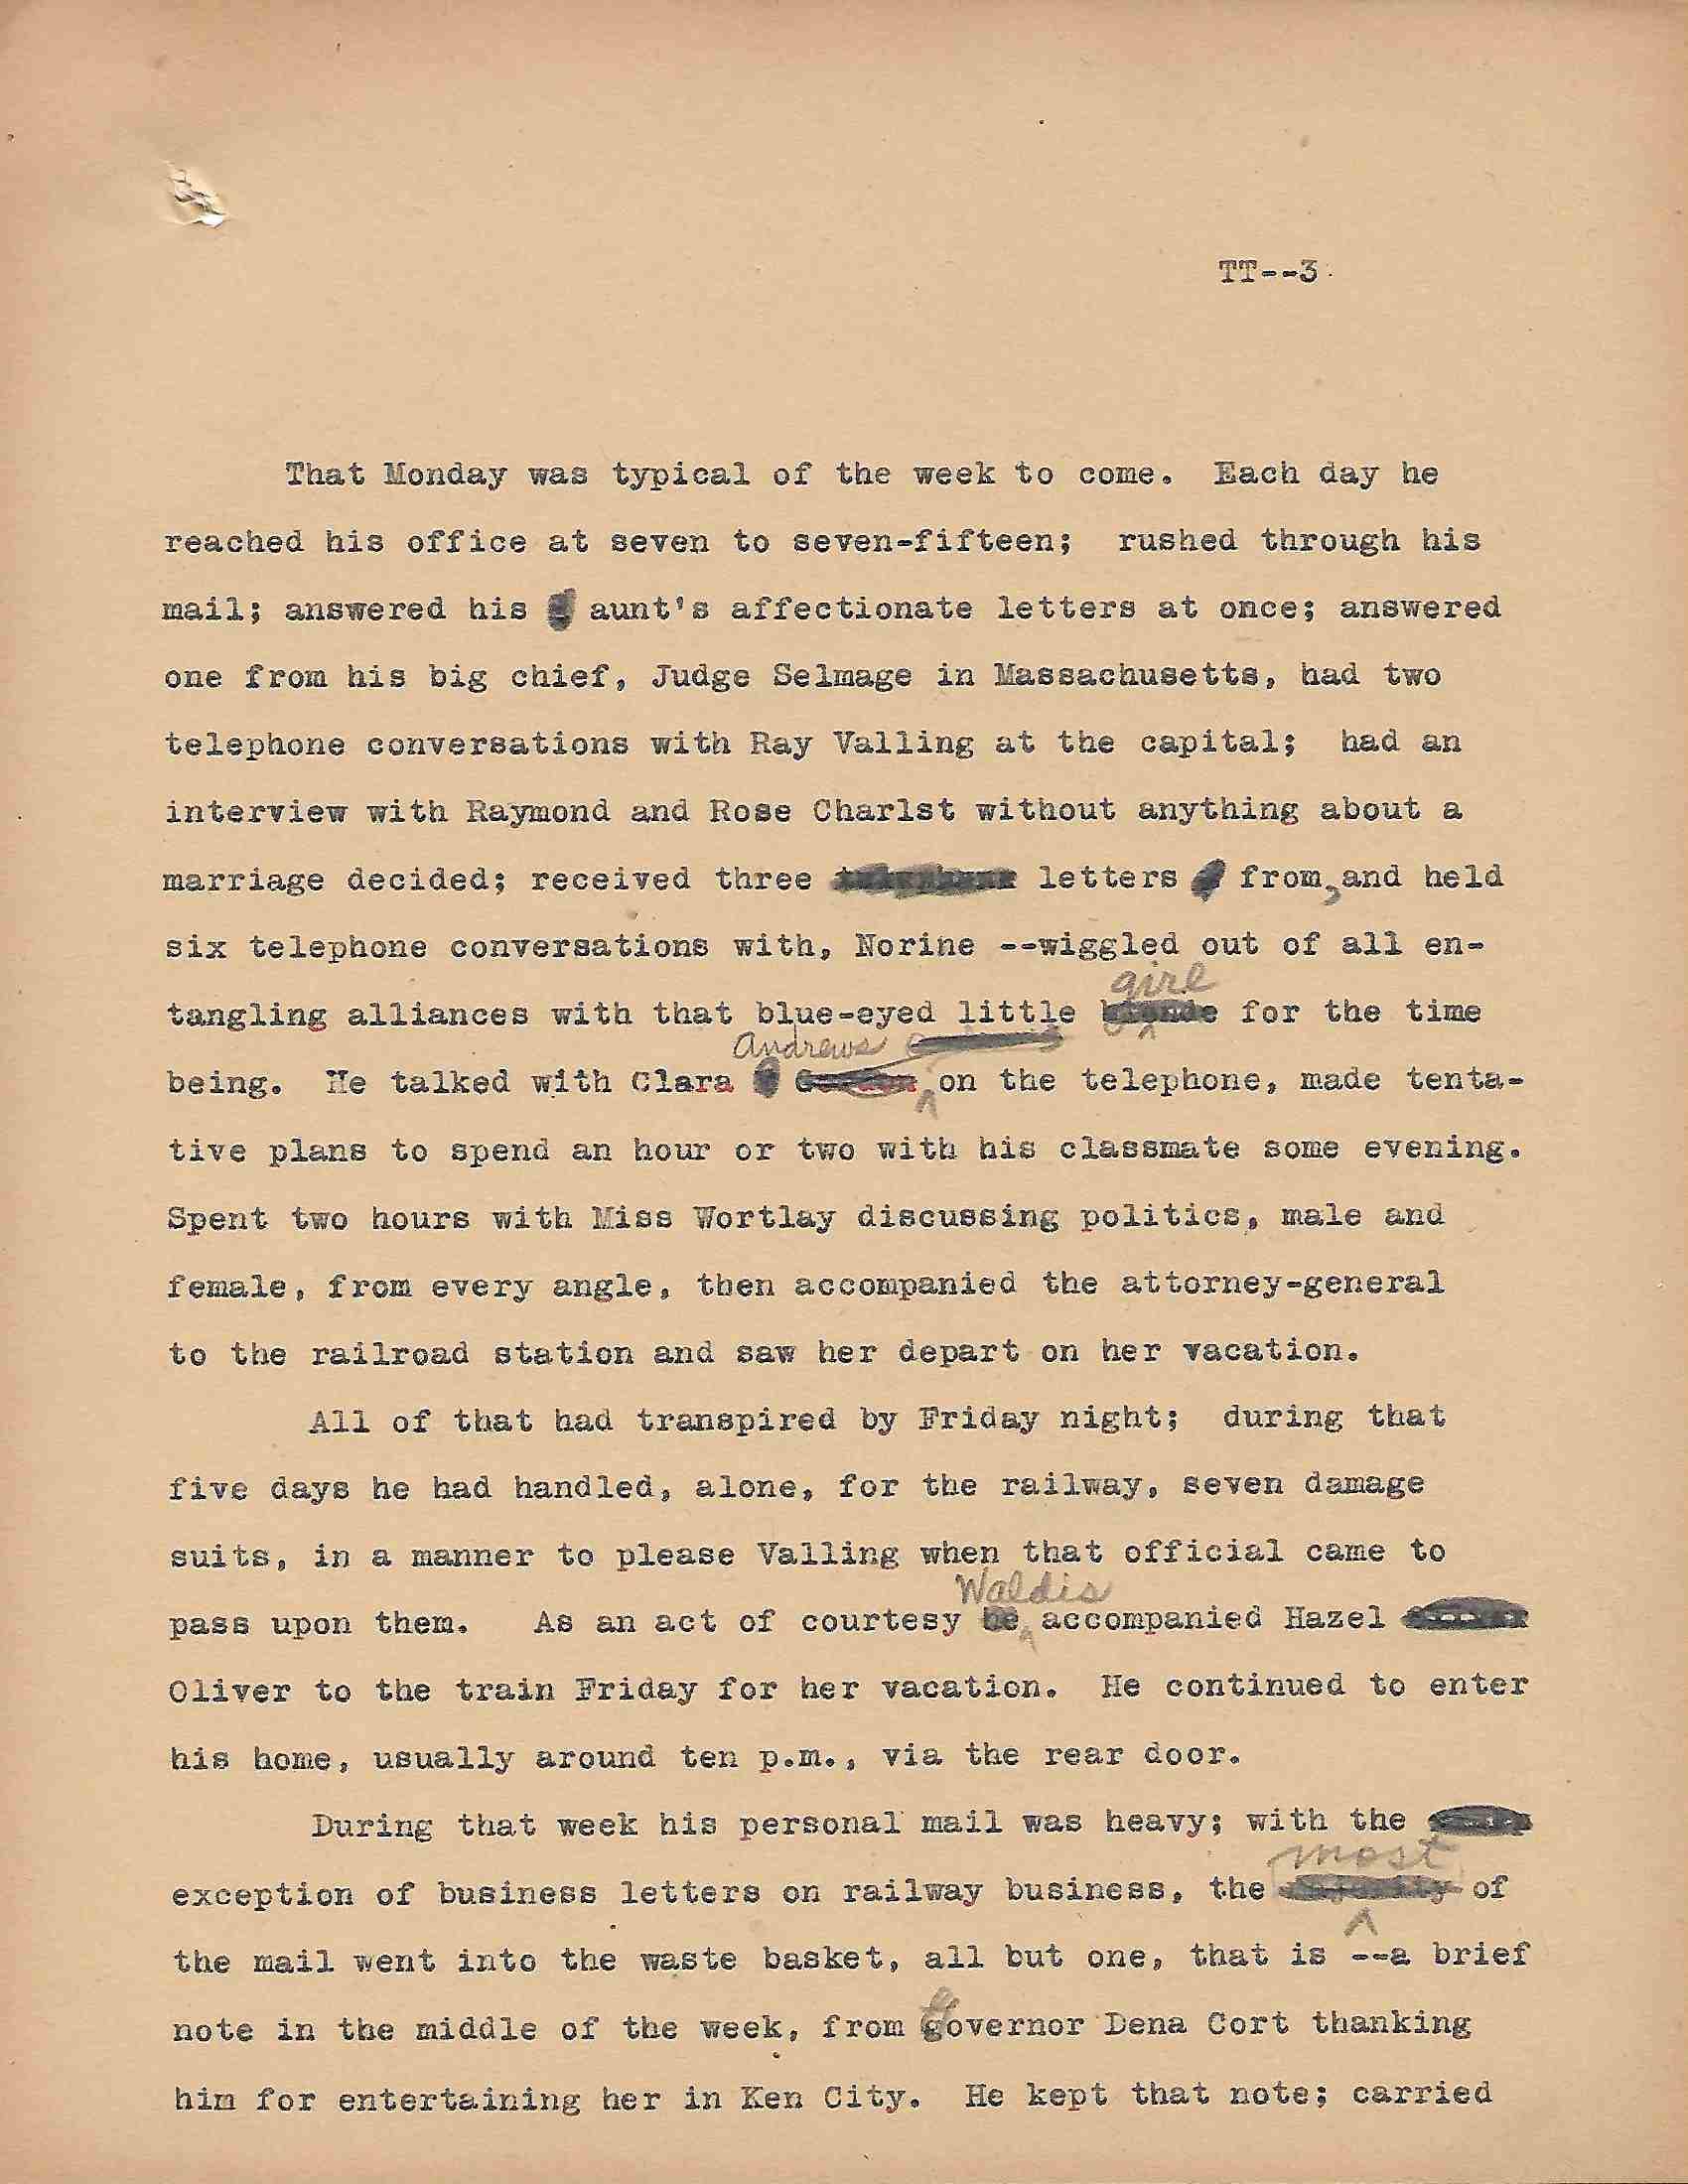 TT--3
That Monday was typical of the week to come. Each day he
reached his office at seven to seven-fifteen; rushed through his
mail; answered his aunt's affectionate letters at once; answered
one from his big chief, Judge Selmage in Massachusetts, had two
telephone conversations with Ray Valling at the capital; had an
interview with Raymond and Rose Charlst without anything about a
marriage decided; received three letters from, and held
six telephone conversations with, Norine --wiggled out of all en-
girl
tangling alliances with that blue-eyed little for the time
Andrews
being. He talked with Clara on the telephone, made tenta-
tive plans to spend an hour or two with his classmate some evening.
Spent two hours with Miss Wortlay discussing politics, male and
female, from every angle, then accompanied the attorney-general
to the railroad station and saw her depart on her vacation.
All of that had transpired by Friday night; during that
five days he had handled, alone, for the railway, seven damage
suits, in a manner to please Valling when that official came to
Waldis
pass upon them. As an act of courtesy he accompanied Hazel
Oliver to the train Friday for her vacation. He continued to enter
his home, usually around ten p.m., via the rear door.
During that week his personal mail was heavy; with the
most
exception of business letters on railway business, the of
the mail went into the waste basket, all but one, that is --a brief
note in the middle of the week, from Governor Dena Cort thanking
him for entertaining her in Ken City. He kept that note; carried